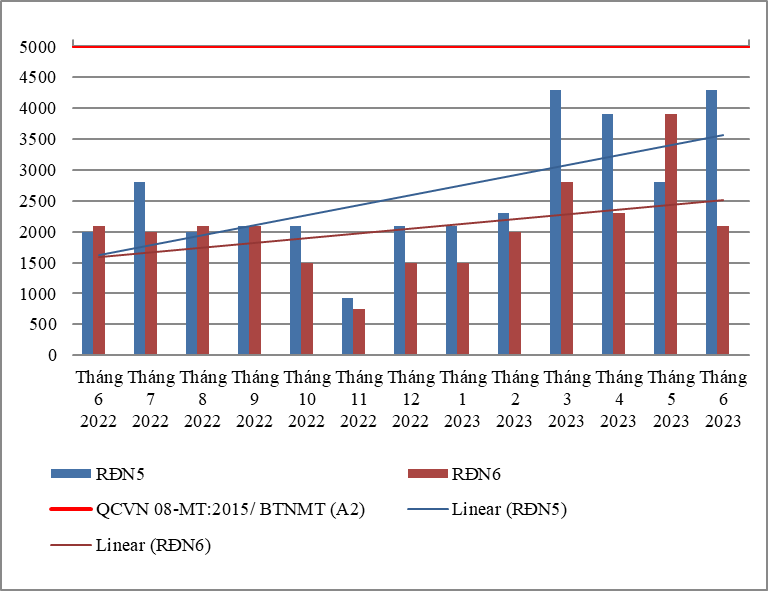 5000
4500
4000
3500
3000
2500
2000
1500
1000
500
0
Tháng 6 2022
Tháng 7 2022
Tháng 8 2022
Tháng 9 2022
Tháng 10 2022
Tháng 11 2022
Tháng 12 2022
Tháng 1 2023
Tháng 2 2023
Tháng 3 2023
Tháng 4 2023
Tháng 5 2023
Tháng 6 2023
RĐN5
RĐN6
QCVN 08-MT:2015/ BTNMT (A2)
Linear (RĐN5)
Linear (RĐN6)